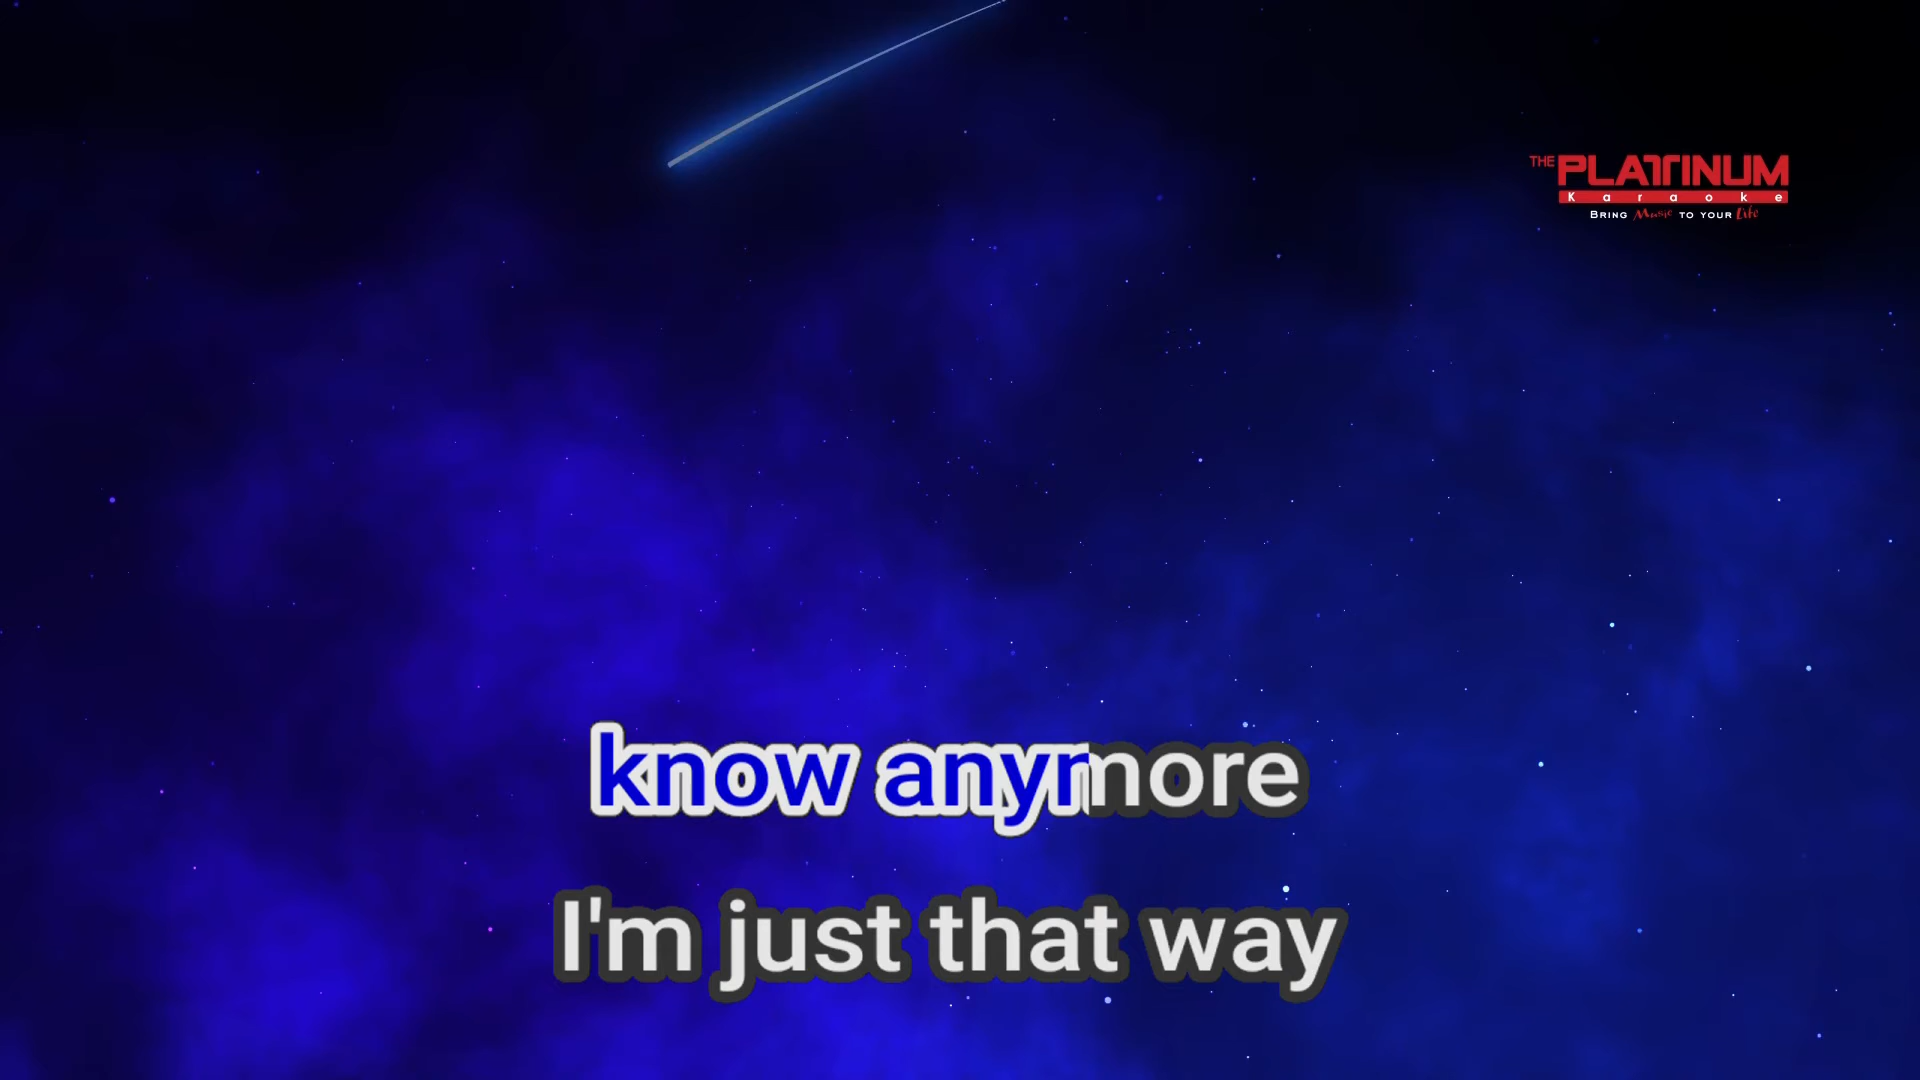 THE PLATINUM
Karaoke
BRING Music TO YOUR Life
know anymore
I'm just that way